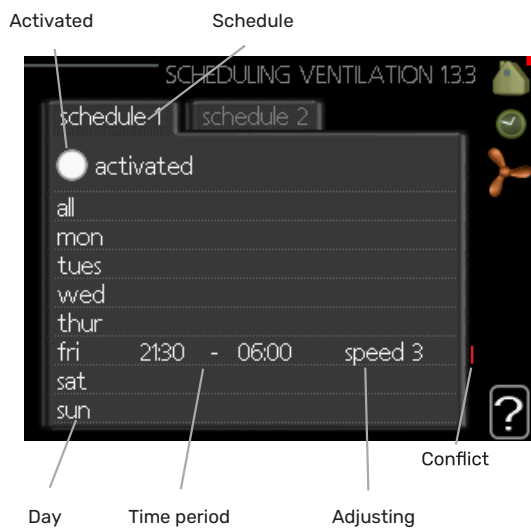 Activated Schedule
SCHEDULING VENTILATION 1.3.3
schedule 1 schedule 2
activated
all
mon
tues
wed
thur
fri 21:30 - 06:00 speed 3
sat
sun
?
Conflict
Day Time period Adjusting